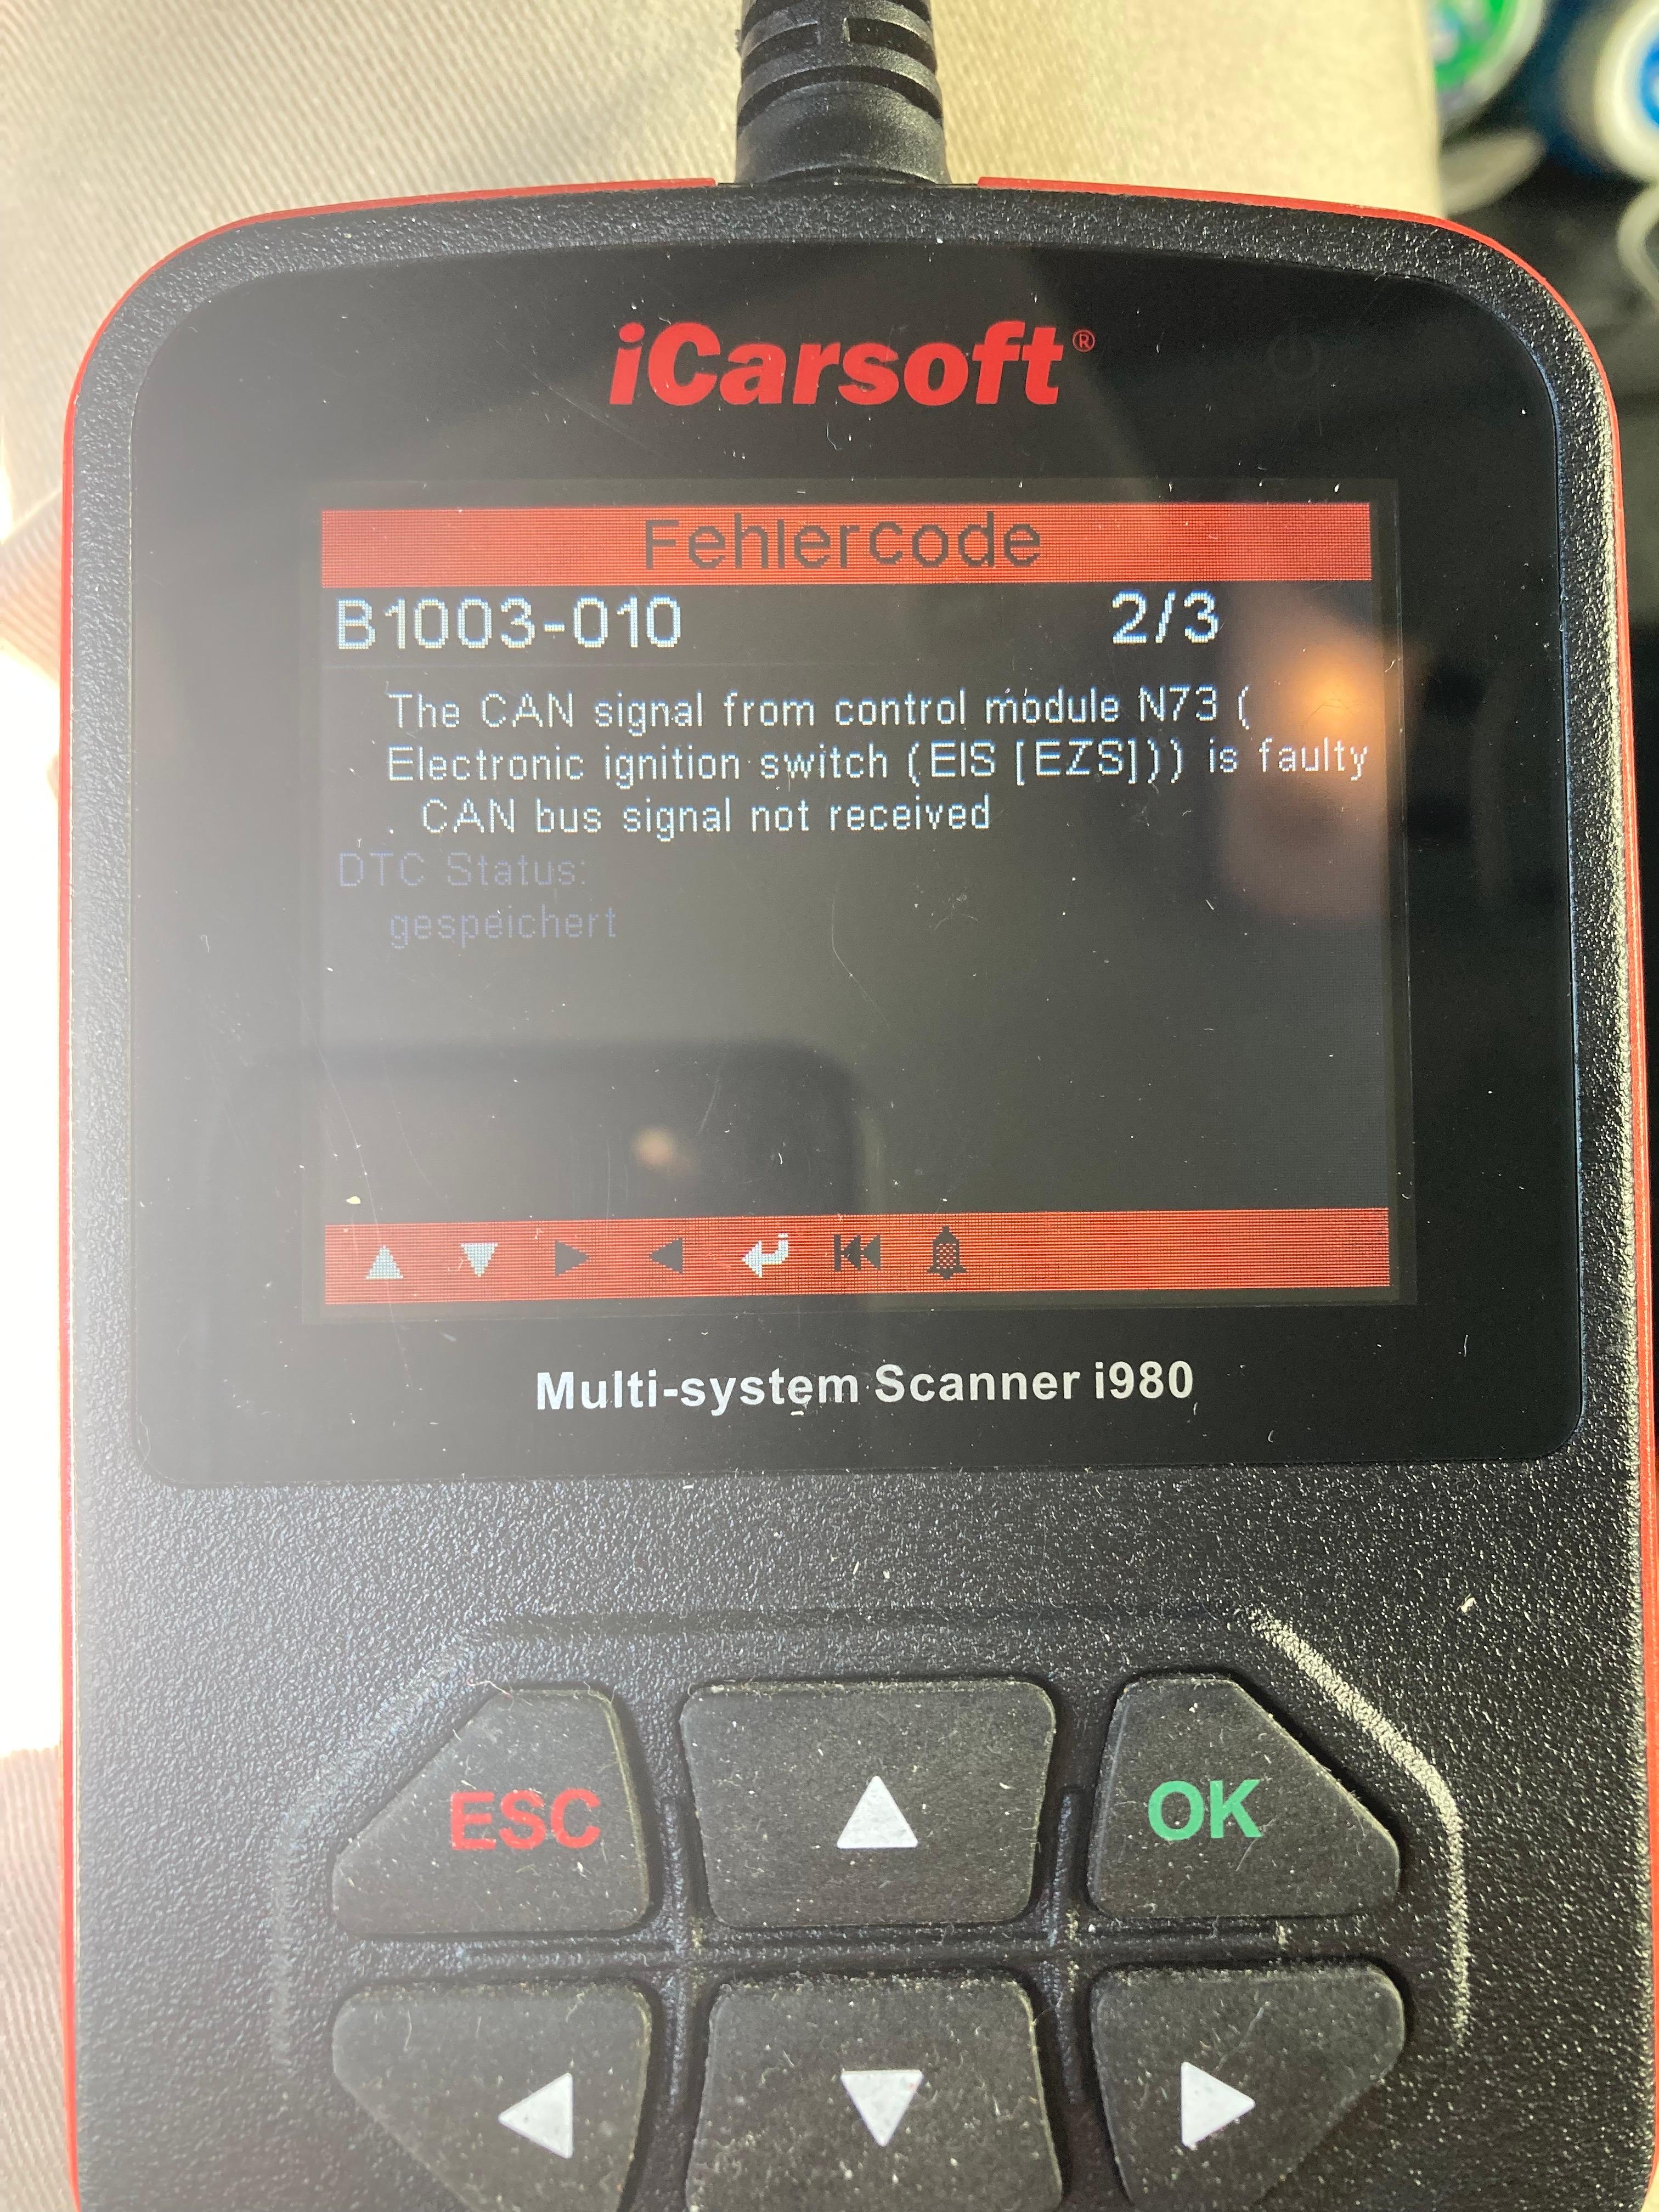 iCarsoft®
Fehlercode
B1003-010 2/3
The CAN signal from control module N73 (
Electronic ignition switch (EIS [EZS])) is faulty
. CAN bus signal not received
DTC Status:
gespeichert
Multi-system Scanner i980
ESC
OK